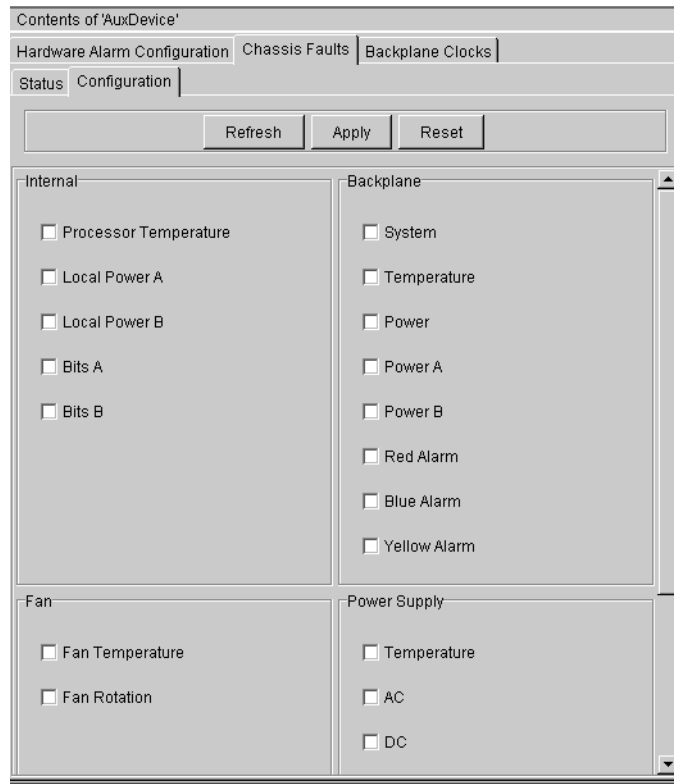 Contents of 'AuxDevice'
Hardware Alarm Configuration Chassis Faults Backplane Clocks
Status Configuration
Refresh Apply Reset
Internal
Processor Temperature
Local Power A
Local Power B
Bits A
Bits B
Backplane
System
Temperature
Power
Power A
Power B
Red Alarm
Blue Alarm
Yellow Alarm
Fan
Fan Temperature
Fan Rotation
Power Supply
Temperature
AC
DC